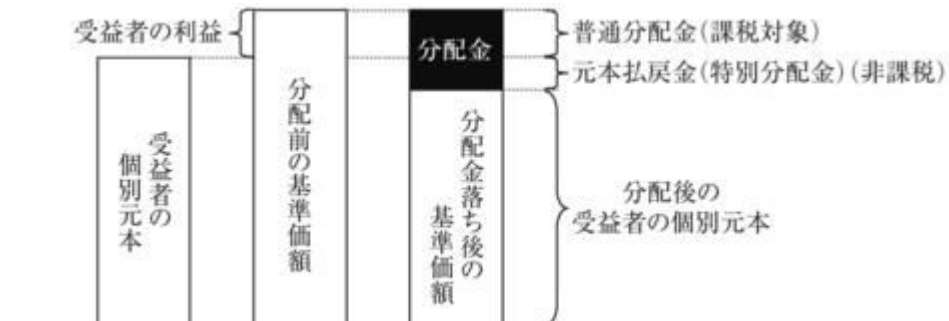 受益者の利益
分配金
普通分配金(課税対象)
元本払戻金(特別分配金)(非課税)
受益者の
個別元本
分配前の基準価額
分配金落ち後の
基準価額
分配後の
受益者の個別元本